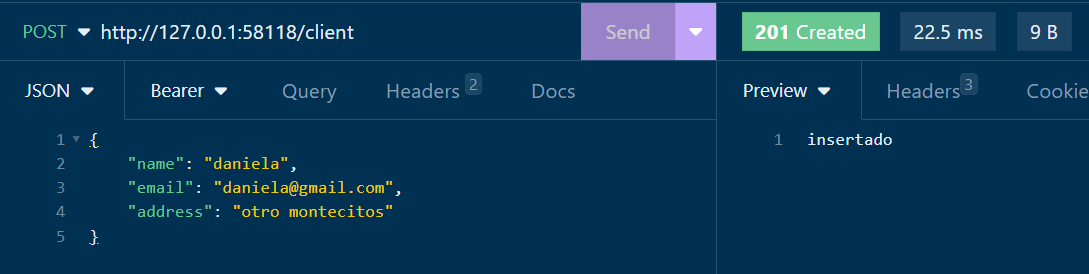 POST http://127.0.0.1:58118/client Send 201 Created 22.5 ms 9 B
JSON Bearer Query Headers 2 Docs Preview Headers 3 Cookie
1 {
2 "name": "daniela",
3 "email": "daniela@gmail.com",
4 "address": "otro montecitos"
5 }
1 insertado